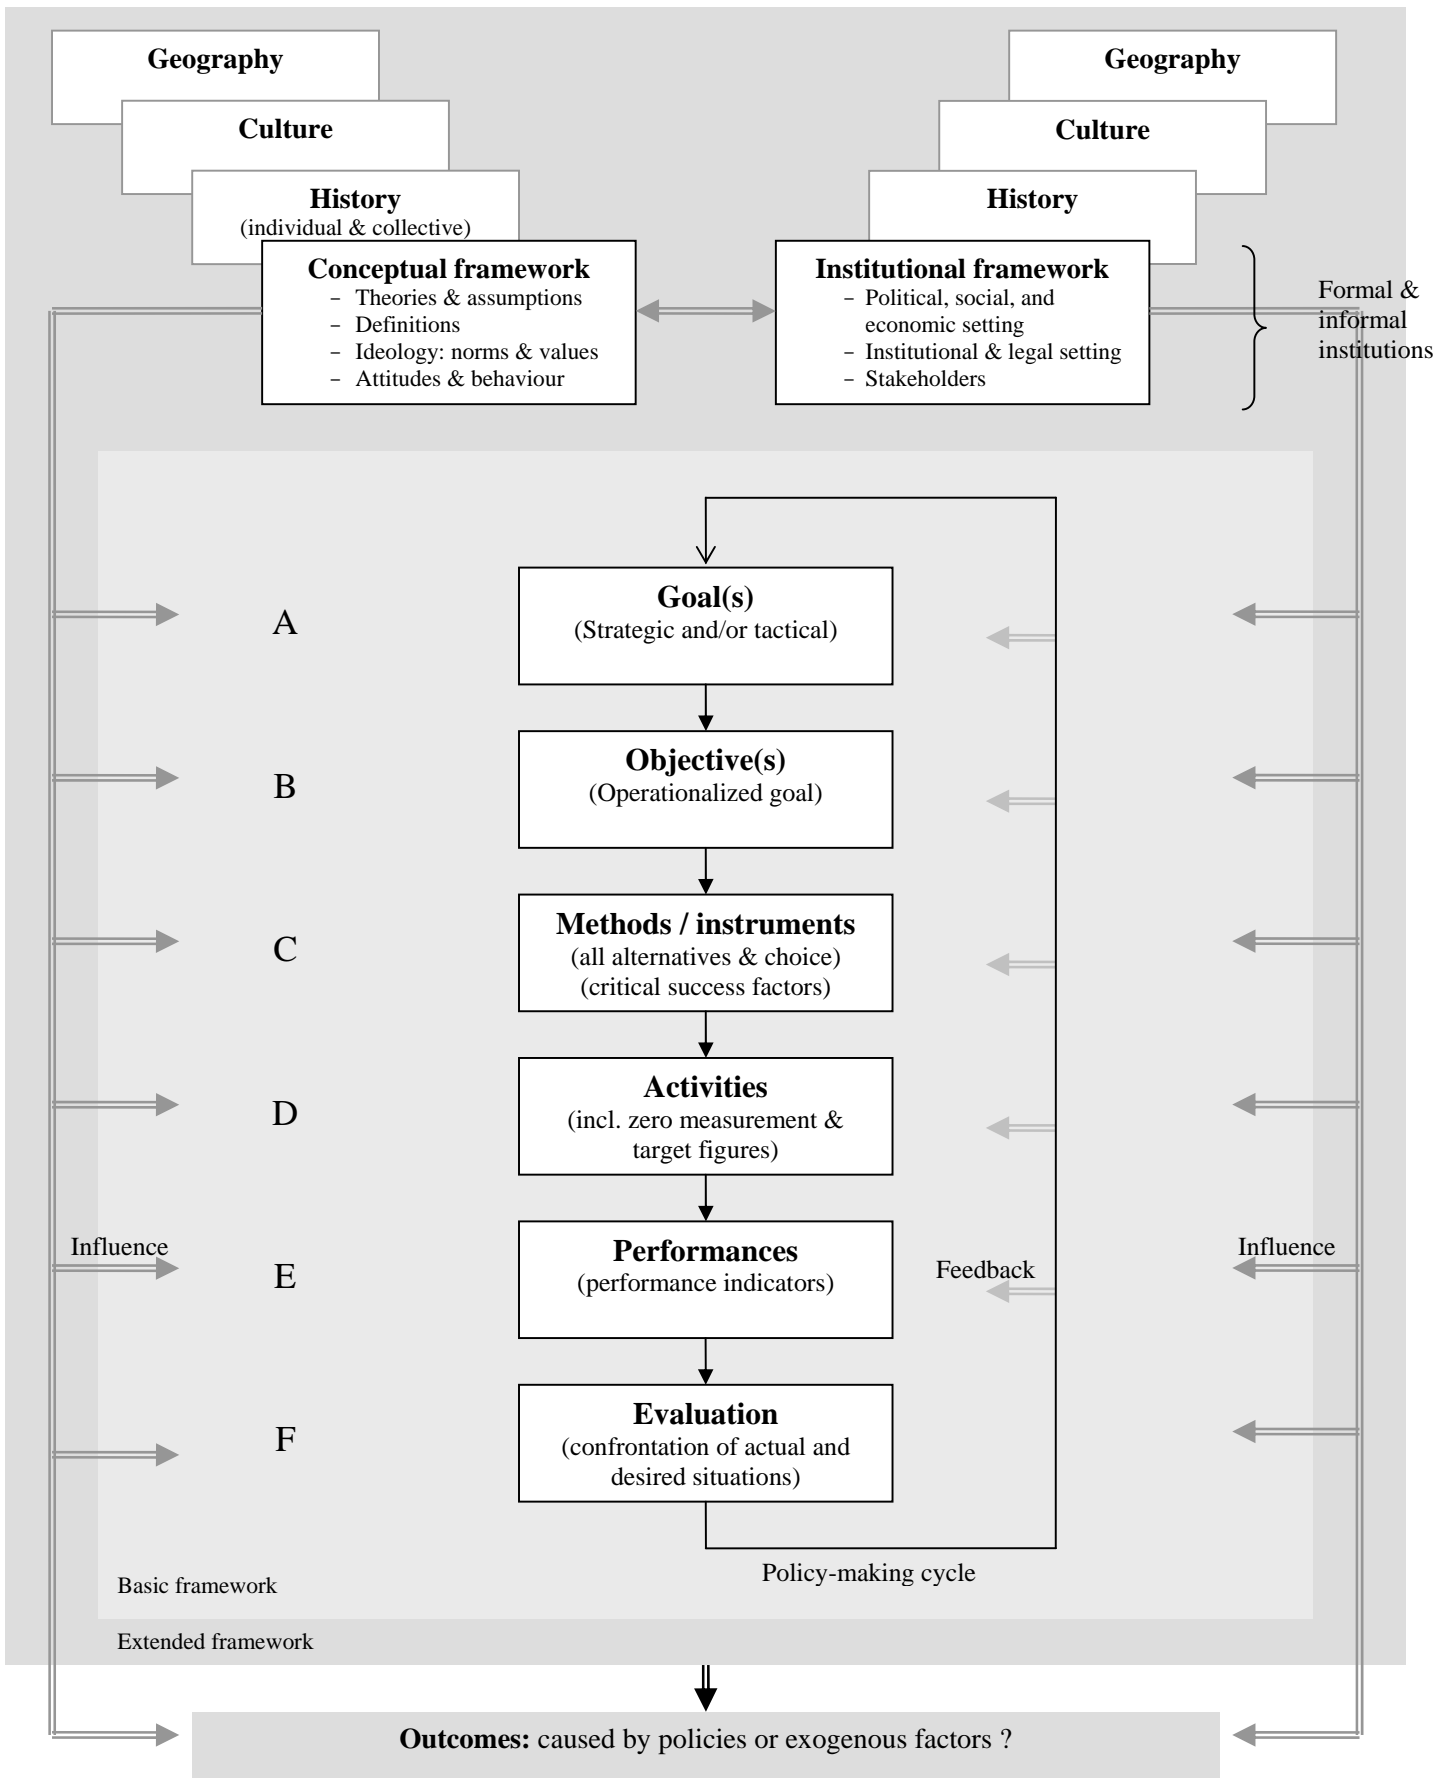 Geography
Culture
History
(individual & collective)
Conceptual framework
– Theories & assumptions
– Definitions
– Ideology: norms & values
– Attitudes & behaviour
Geography
Culture
History
Institutional framework
– Political, social, and
economic setting
– Institutional & legal setting
– Stakeholders
Formal &
informal
institutions
A
Goal(s)
(Strategic and/or tactical)
B
Objective(s)
(Operationalized goal)
C
Methods / instruments
(all alternatives & choice)
(critical success factors)
D
Activities
(incl. zero measurement &
target figures)
Influence
E
Performances
(performance indicators)
Feedback
Influence
F
Evaluation
(confrontation of actual and
desired situations)
Policy-making cycle
Basic framework
Extended framework
Outcomes: caused by policies or exogenous factors ?